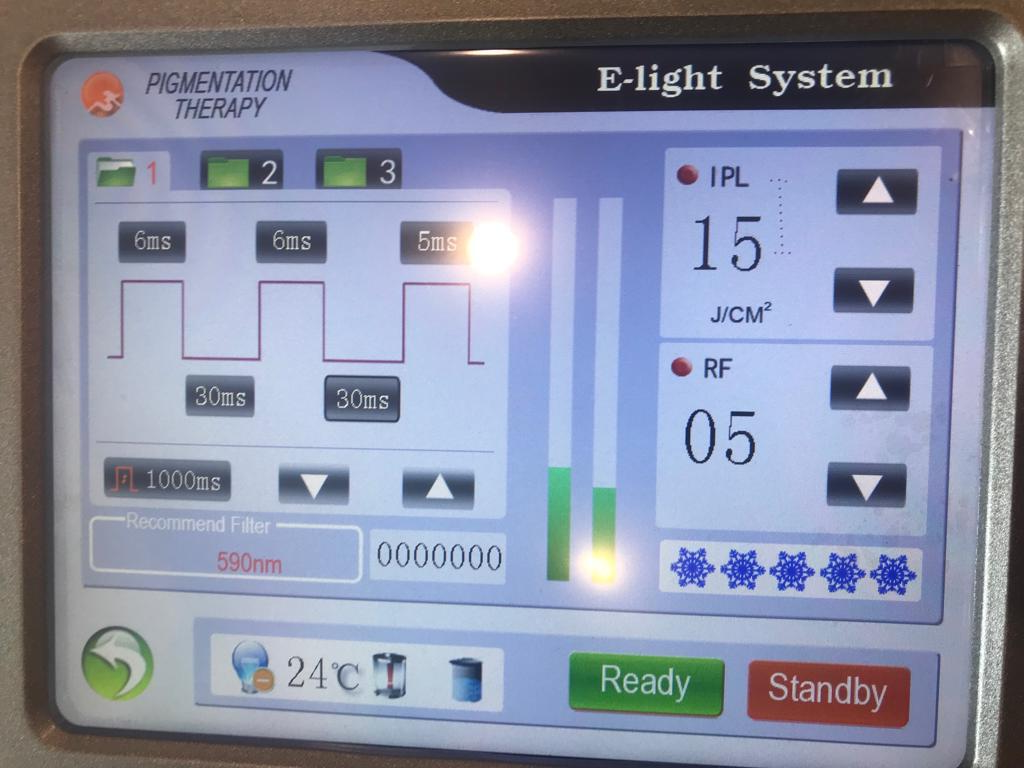 PIGMENTATION
THERAPY
E-light System
1
2
3
6ms
6ms
5ms
30ms
30ms
1000ms
Recommend Filter
590nm
0000000
IPL
15
J/CM²
RF
05
24℃
Ready
Standby